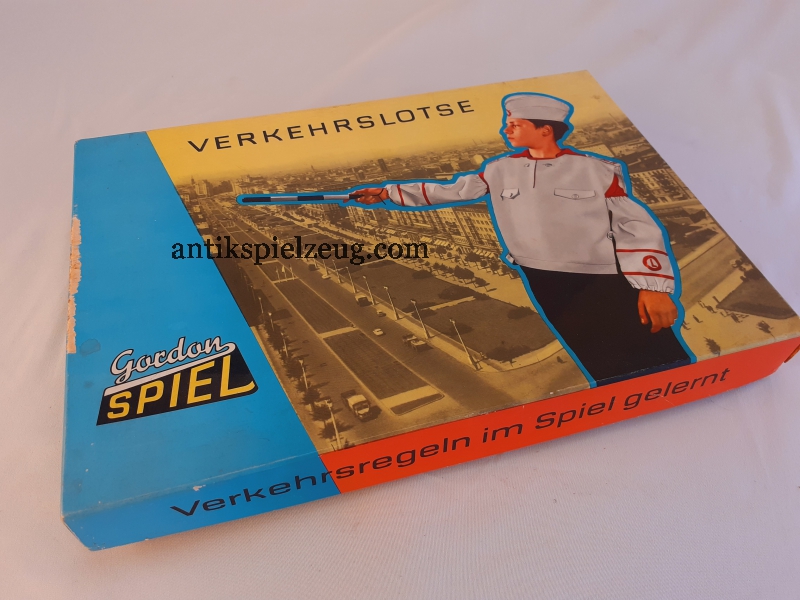 VERKEHRSLOTSE
antikspielzeug.com
Gordon
SPIEL
Verkehrsregeln im Spiel gelernt